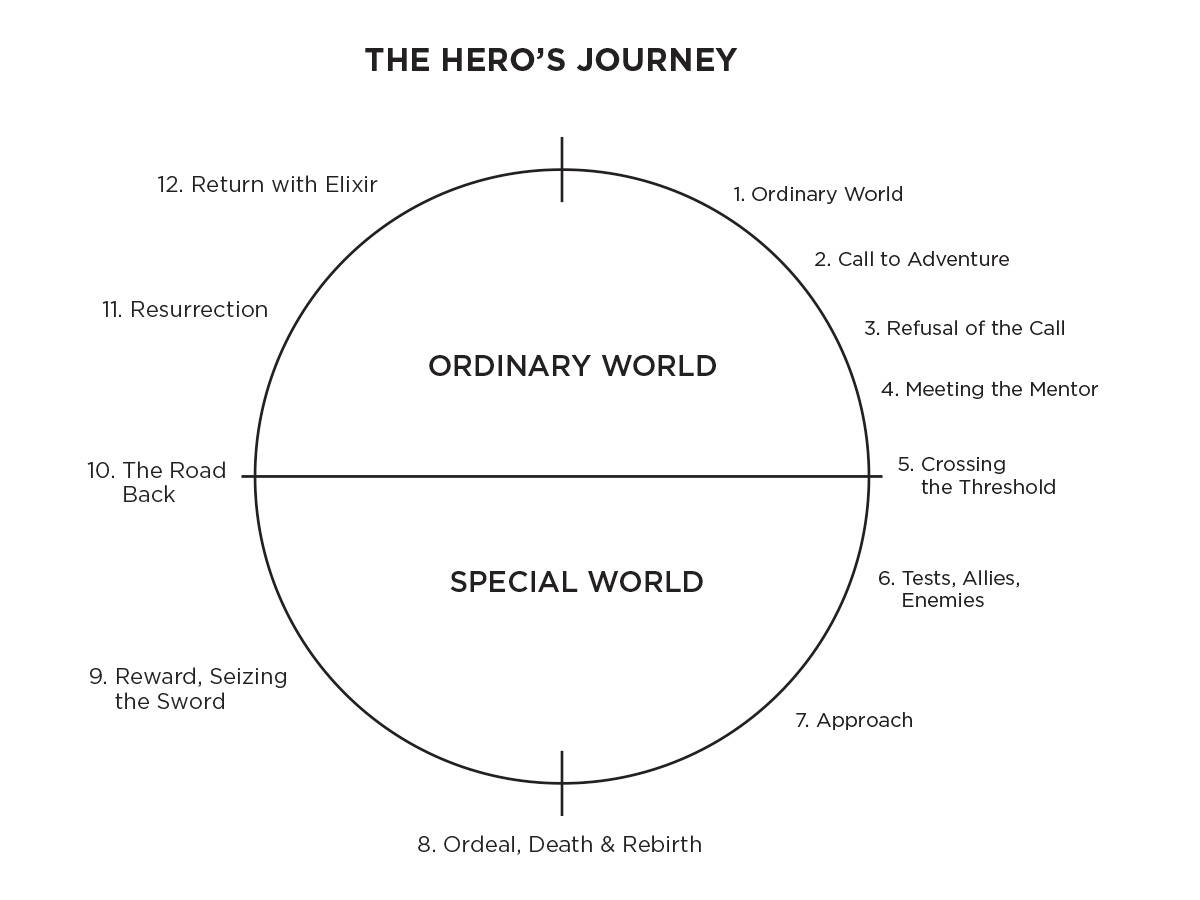 THE HERO'S JOURNEY
12. Return with Elixir
1. Ordinary World
2. Call to Adventure
11. Resurrection
3. Refusal of the Call
ORDINARY WORLD
4. Meeting the Mentor
10. The Road
Back
5. Crossing
the Threshold
SPECIAL WORLD
6. Tests, Allies,
Enemies
9. Reward, Seizing
the Sword
7. Approach
8. Ordeal, Death & Rebirth